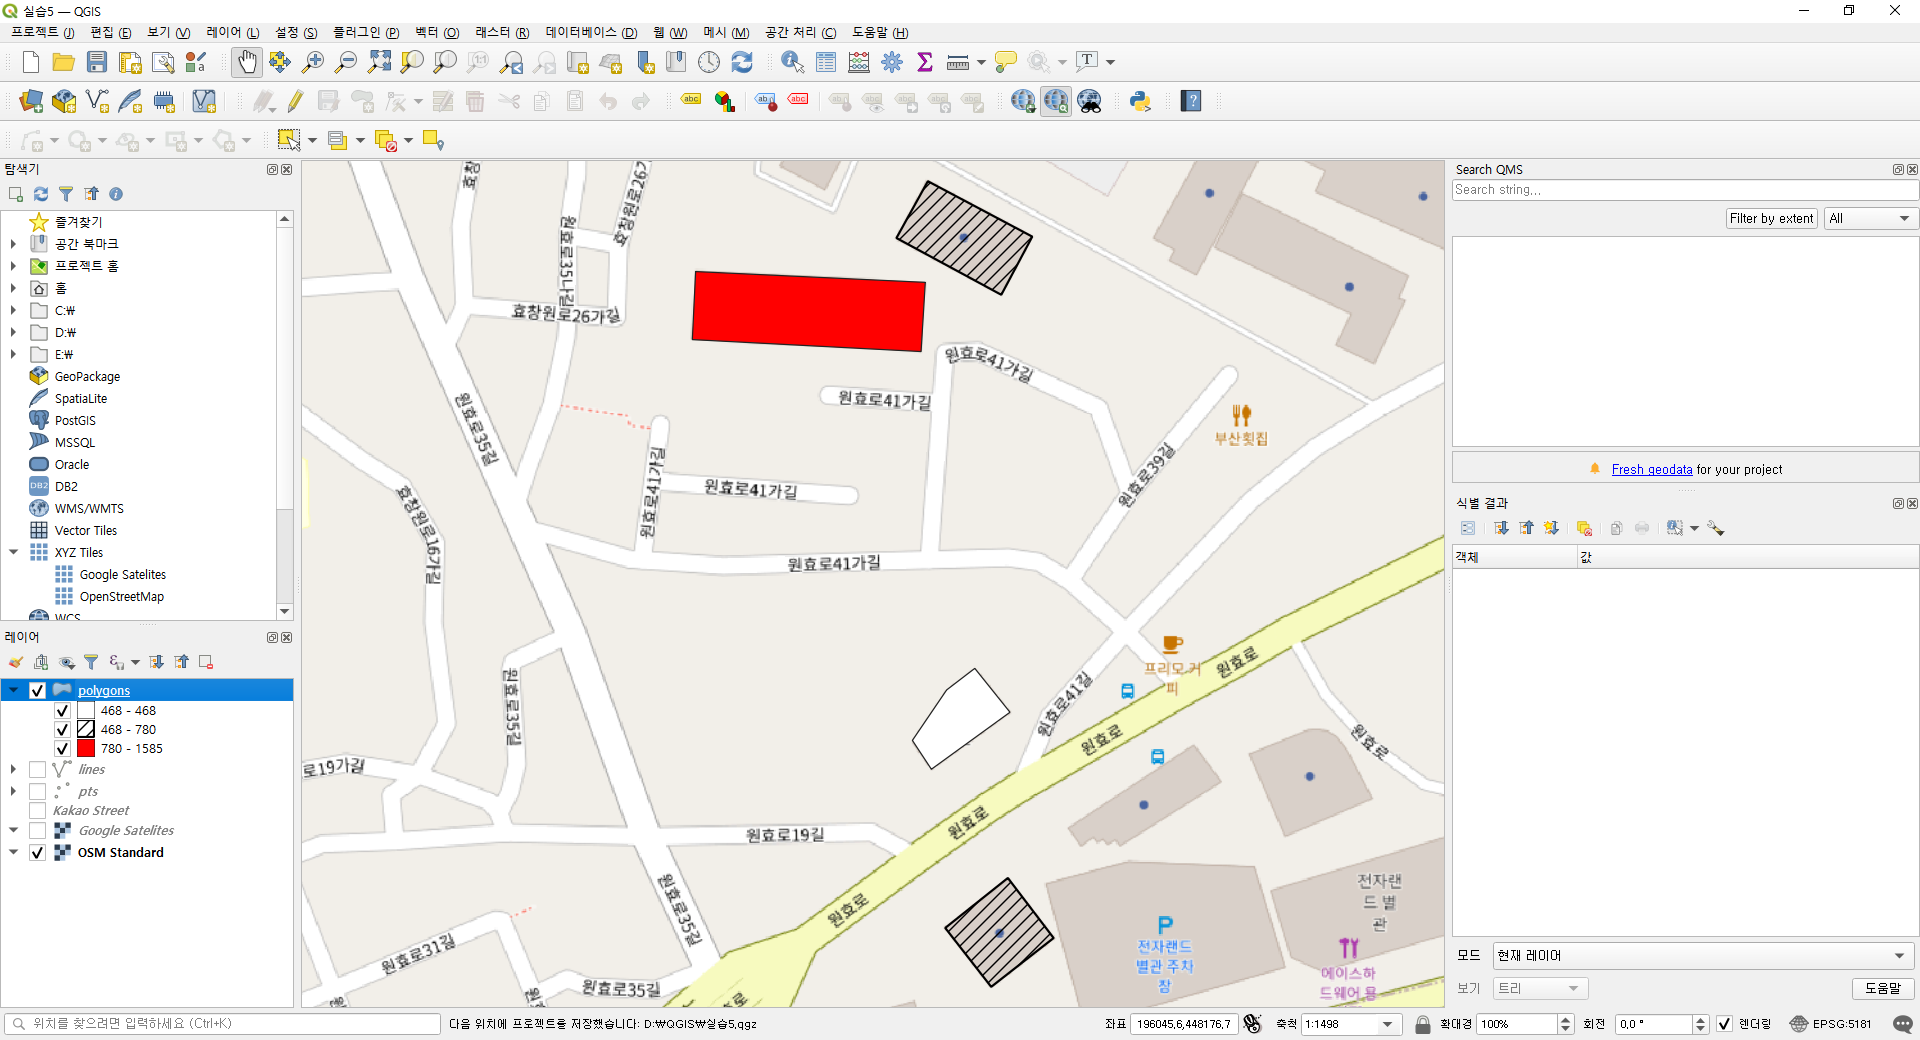 실습5 — QGIS
프로젝트 (J) 편집 (E) 보기 (V) 레이어 (L) 설정 (S) 플러그인 (P) 벡터 (O) 래스터 (R) 데이터베이스 (D) 웹 (W) 메시 (M) 공간 처리 (C) 도움말 (H)
탐색기
즐겨찾기
공간 북마크
프로젝트 홈
홈
C:₩
D:₩
E:₩
GeoPackage
SpatiaLite
PostGIS
MSSQL
Oracle
DB2
WMS/WMTS
Vector Tiles
XYZ Tiles
Google Satelites
OpenStreetMap
WCS
레이어
polygons
468 - 468
468 - 780
780 - 1585
lines
pts
Kakao Street
Google Satelites
OSM Standard
효창
원효로35나길
효창원로26가
효창원로26가길
원효로35길
원효로41가길
원효로41가길
원효로41가길
원효로41가길
원효로39길
부산횟집
효창원로16가길
원효로41가길
프리모.커피
원효로
원효로41길
원효로35길
원효로
원효로
로19가길
원효로
원효로19길
원효로
원효로35길
원효로31길
원효로35길
전자랜드 별관
P
전자랜드
별관 주차
장
에이스하
드웨어 용
Search QMS
Search string...
Filter by extent All
Fresh geodata for your project
식별 결과
객체 값
모드 현재 레이어
보기 트리 도움말
위치를 찾으려면 입력하세요 (Ctrl+K) 다음 위치에 프로젝트를 저장했습니다: D:₩QGIS₩실습5.qgz 좌표 196045,6,448176,7 축척 1:1498 확대경 100% 회전 0,0 ° 렌더링 EPSG:5181